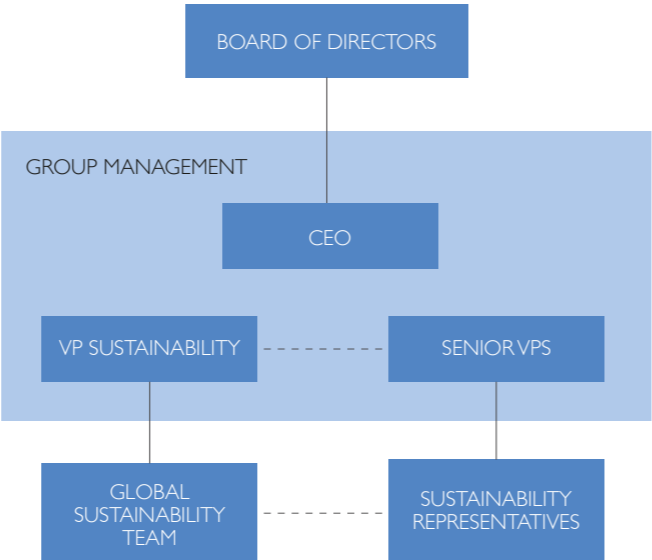 BOARD OF DIRECTORS
GROUP MANAGEMENT
CEO
VP SUSTAINABILITY
SENIOR VPS
GLOBAL
SUSTAINABILITY
TEAM
SUSTAINABILITY
REPRESENTATIVES